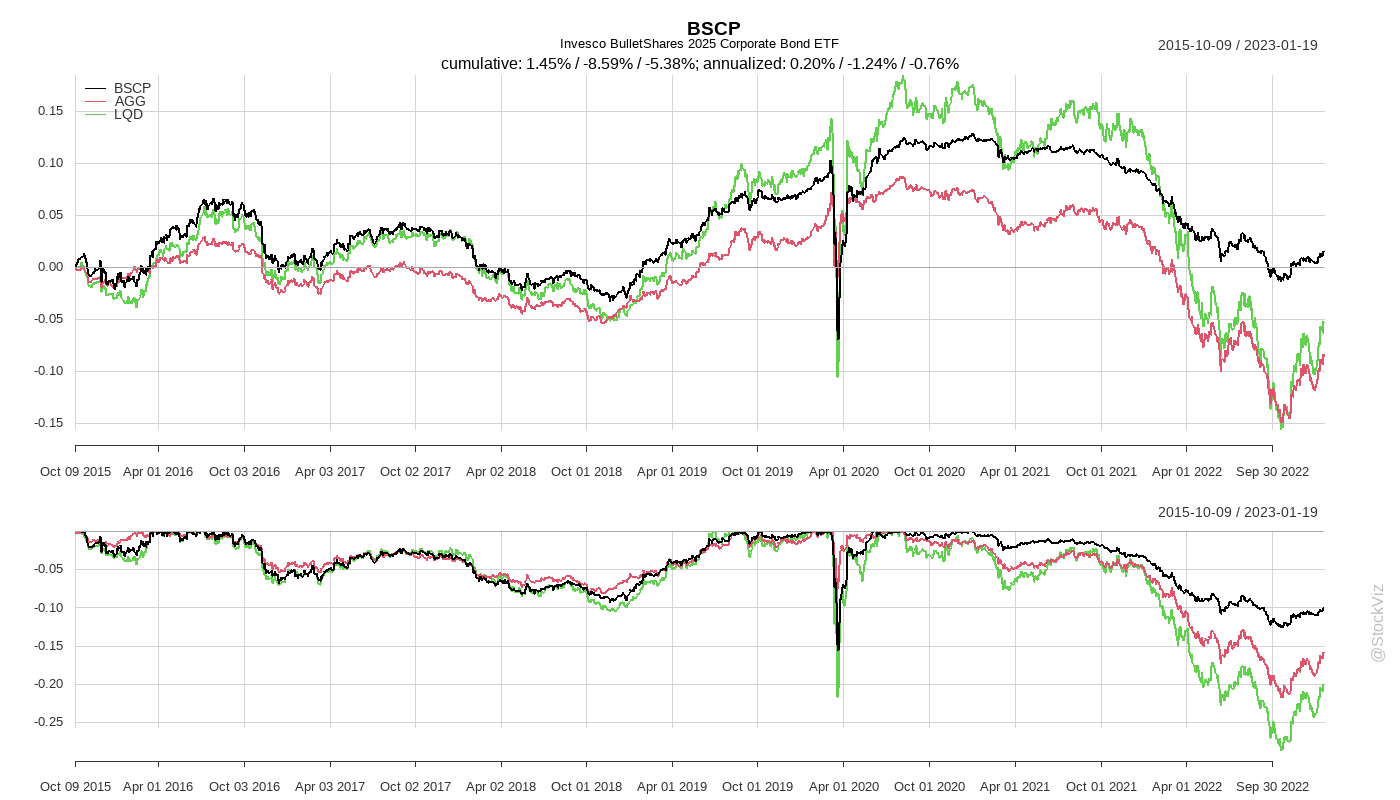 BSCP
Invesco BulletShares 2025 Corporate Bond ETF
2015-10-09 / 2023-01-19
cumulative: 1.45% / -8.59% / -5.38%; annualized: 0.20% / -1.24% / -0.76%
BSCP
AGG
LQD
0.15
0.10
0.05
0.00
-0.05
-0.10
-0.15
Oct 09 2015 Apr 01 2016 Oct 03 2016 Apr 03 2017 Oct 02 2017 Apr 02 2018 Oct 01 2018 Apr 01 2019 Oct 01 2019 Apr 01 2020 Oct 01 2020 Apr 01 2021 Oct 01 2021 Apr 01 2022 Sep 30 2022
2015-10-09 / 2023-01-19
-0.05
-0.10
-0.15
-0.20
-0.25
Oct 09 2015 Apr 01 2016 Oct 03 2016 Apr 03 2017 Oct 02 2017 Apr 02 2018 Oct 01 2018 Apr 01 2019 Oct 01 2019 Apr 01 2020 Oct 01 2020 Apr 01 2021 Oct 01 2021 Apr 01 2022 Sep 30 2022
@StockViz